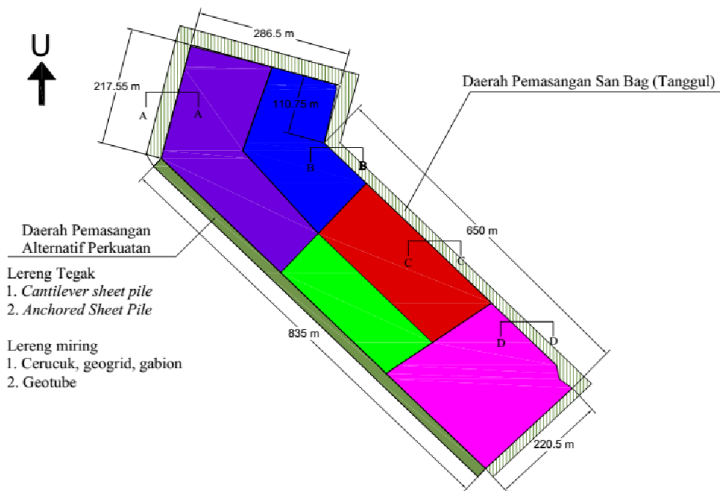 U
286.5 m
217.55 m
110.75 m
A
A
B
B
Daerah Pemasangan San Bag (Tanggul)
650 m
C
C
D
D
835 m
220.5 m
Daerah Pemasangan
Alternatif Perkuatan
Lereng Tegak
1. Cantilever sheet pile
2. Anchored Sheet Pile
Lereng miring
1. Cerucuk, geogrid, gabion
2. Geotube